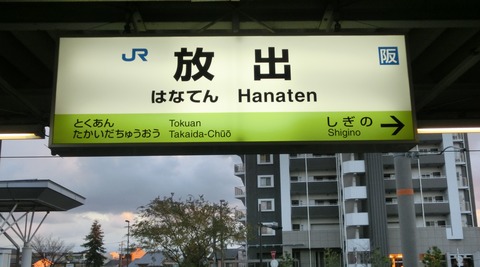 JR 放出 阪
はなてん Hanaten
とくあん Tokuan
たかいだちゅうおう Takaida-Chūō
しぎの
Shigino